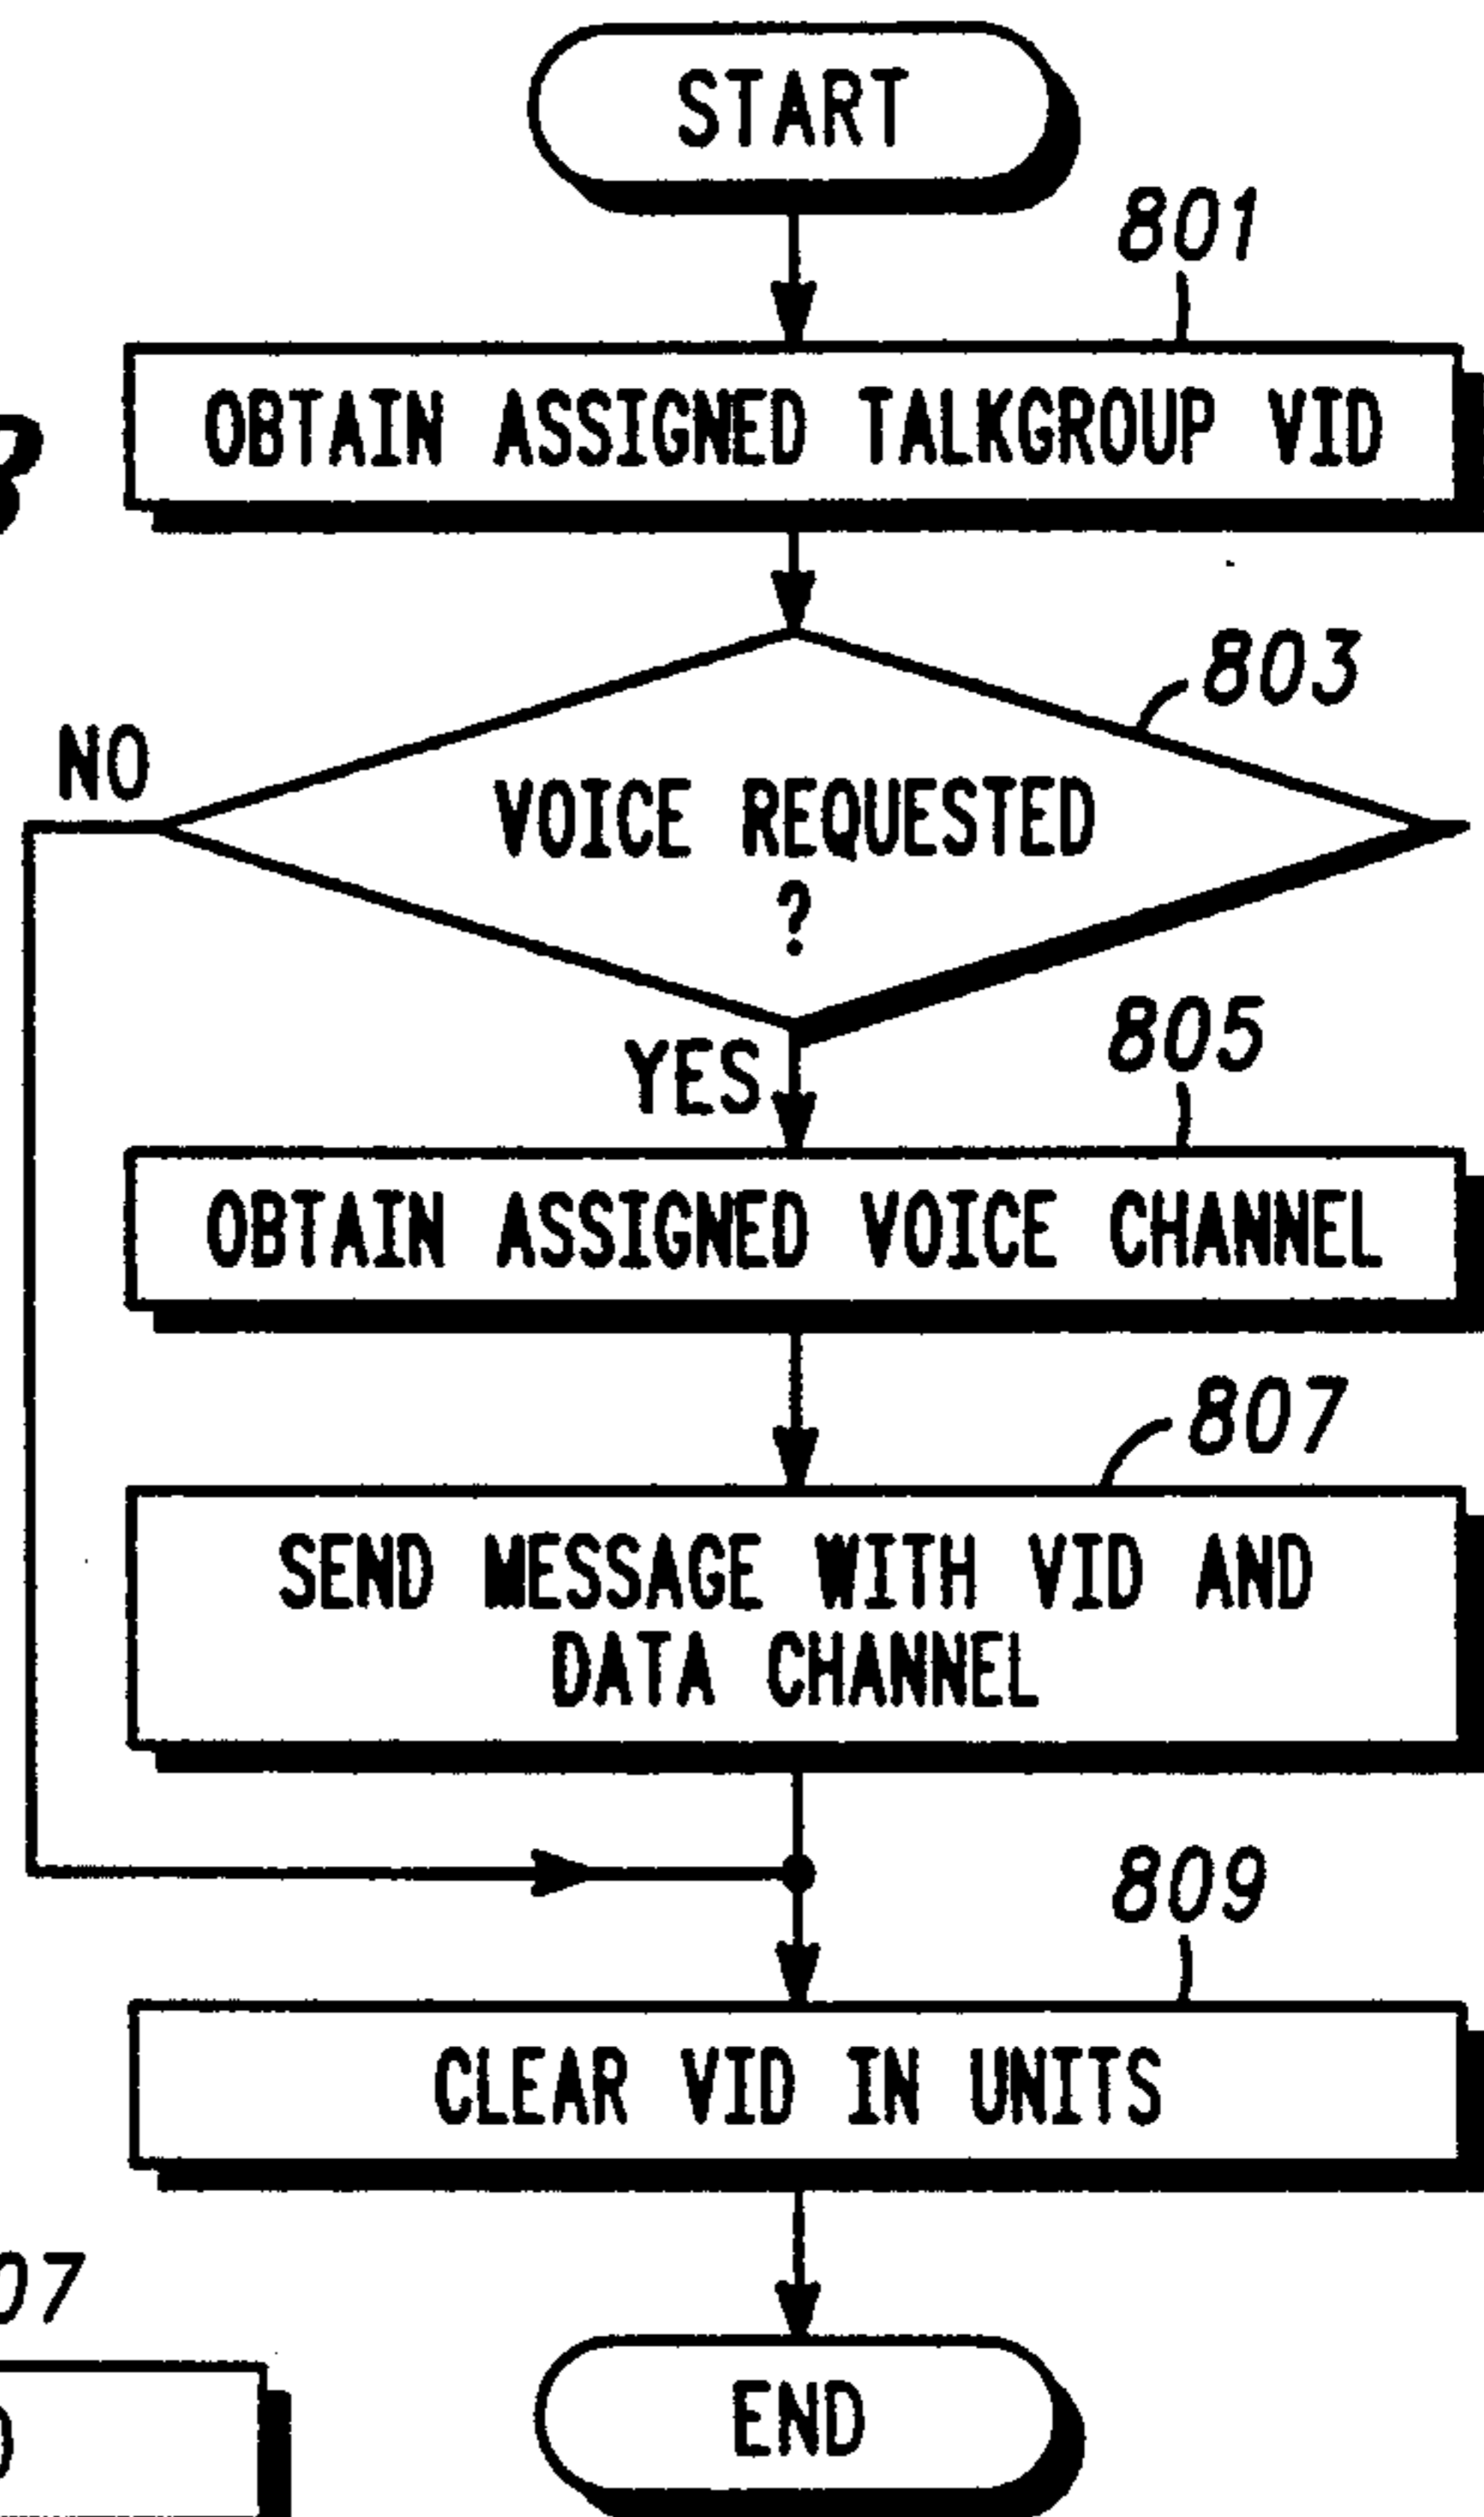 START
801
OBTAIN ASSIGNED TALKGROUP VID
803
NO
VOICE REQUESTED
?
YES
805
OBTAIN ASSIGNED VOICE CHANNEL
807
SEND MESSAGE WITH VID AND
DATA CHANNEL
809
CLEAR VID IN UNITS
07
END